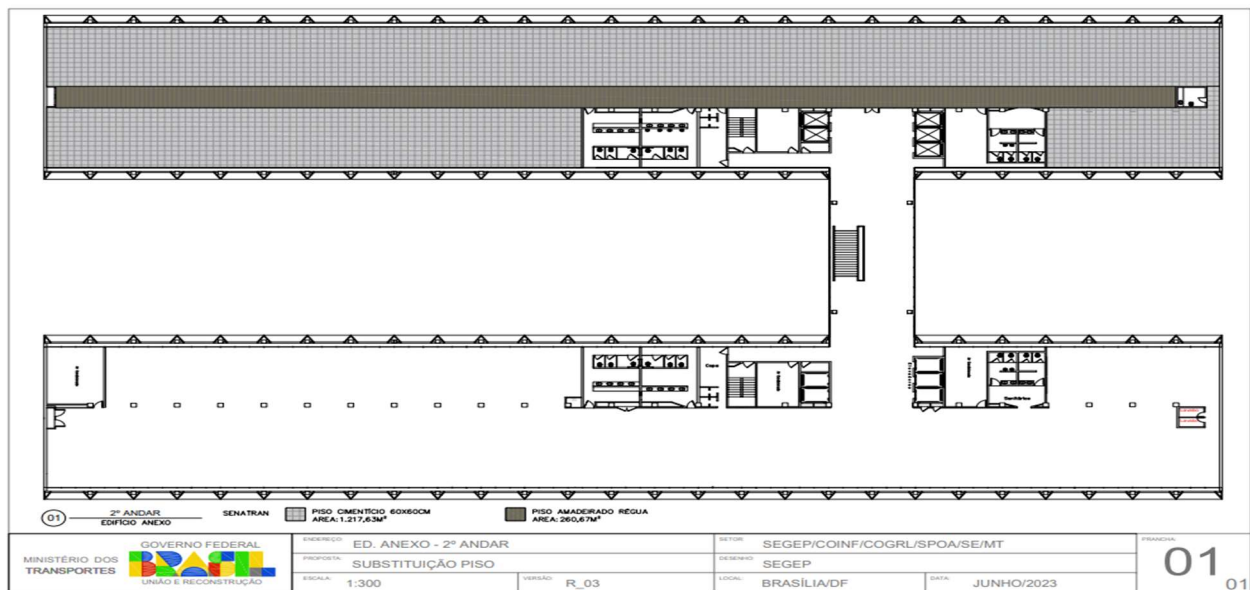 Copa
Sanitários
01
2º ANDAR
EDIFÍCIO ANEXO
SENATRAN
PISO CIMENTÍCIO 60X60CM
AREA: 1.217,63M²
PISO AMADEIRADO RÉGUA
AREA: 260,67M²
MINISTÉRIO DOS
TRANSPORTES
GOVERNO FEDERAL
BRASIL
UNIÃO E RECONSTRUÇÃO
ENDEREÇO: ED. ANEXO - 2º ANDAR
PROPOSTA: SUBSTITUIÇÃO PISO
ESCALA: 1:300
VERSÃO: R_03
SETOR: SEGEP/COINF/COGRL/SPOA/SE/MT
DESENHO: SEGEP
LOCAL: BRASÍLIA/DF
DATA: JUNHO/2023
PRANCHA:
01
01